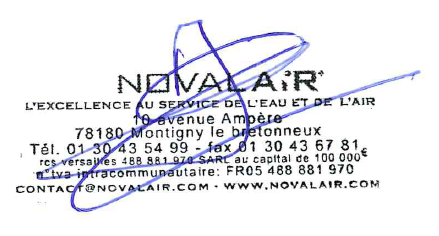 NOVALAIR
L'EXCELLENCE AU SERVICE DE L'EAU ET DE L'AIR
10 avenue Ampère
78180 Montigny le bretonneux
Tél. 01 30 43 54 99 - fax 01 30 43 67 81
rcs versailles 488 881 970 SARL au capital de 100 000€
n°tva intracommunautaire: FR05 488 881 970
CONTACT@NOVALAIR.COM - WWW.NOVALAIR.COM